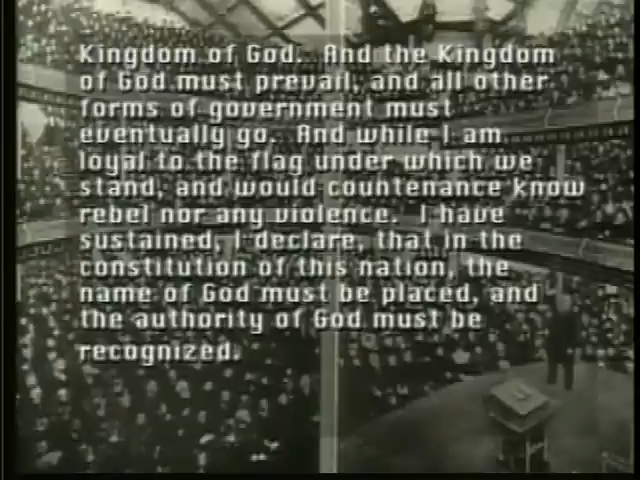 Kingdom of God. And the Kingdom
of God must prevail, and all other
forms of government must
eventually go. And while I am
loyal to the flag under which we
stand, and would countenance know
rebel nor any violence. I have
sustained, I declare, that in the
constitution of this nation, the
name of God must be placed, and
the authority of God must be
recognized.